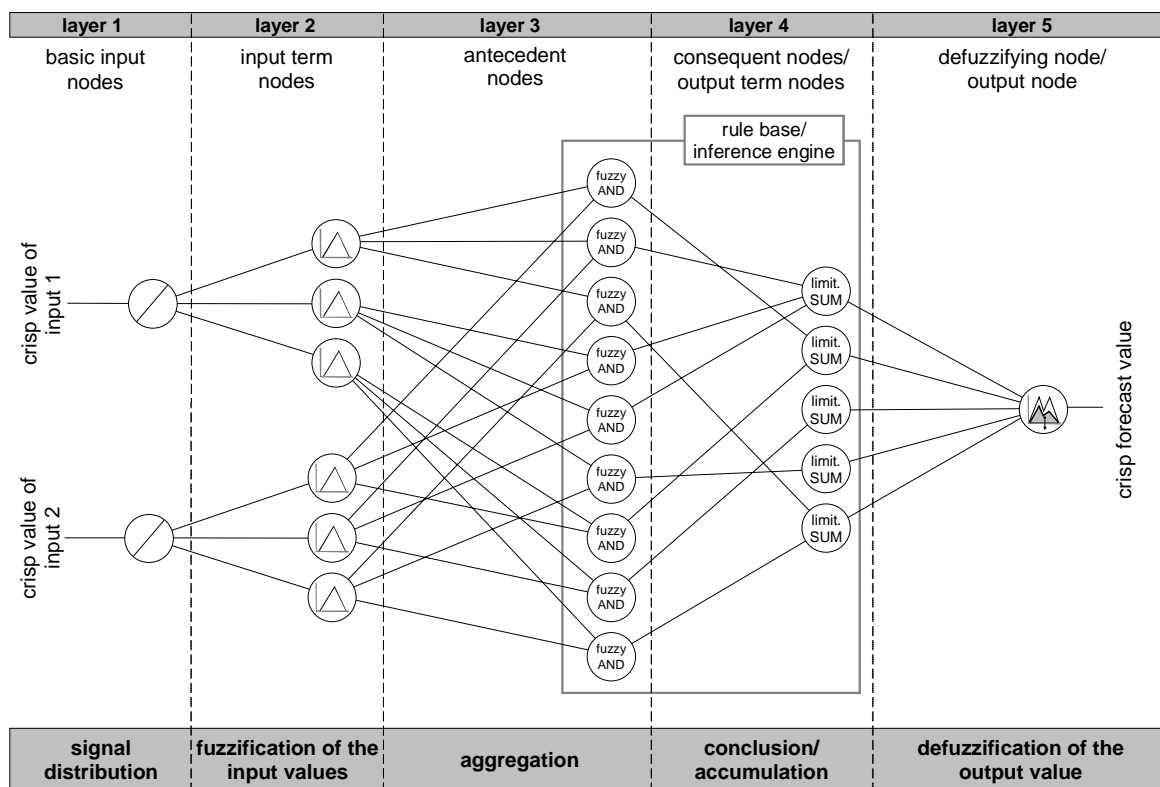 layer 1
layer 2
layer 3
layer 4
layer 5
basic input
nodes
input term
nodes
antecedent
nodes
consequent nodes/
output term nodes
defuzzifying node/
output node
rule base/
inference engine
fuzzy
AND
fuzzy
AND
fuzzy
AND
fuzzy
AND
fuzzy
AND
fuzzy
AND
fuzzy
AND
fuzzy
AND
fuzzy
AND
limit.
SUM
limit.
SUM
limit.
SUM
limit.
SUM
limit.
SUM
crisp value of
input 1
crisp value of
input 2
crisp forecast value
signal
distribution
fuzzification of the
input values
aggregation
conclusion/
accumulation
defuzzification of the
output value